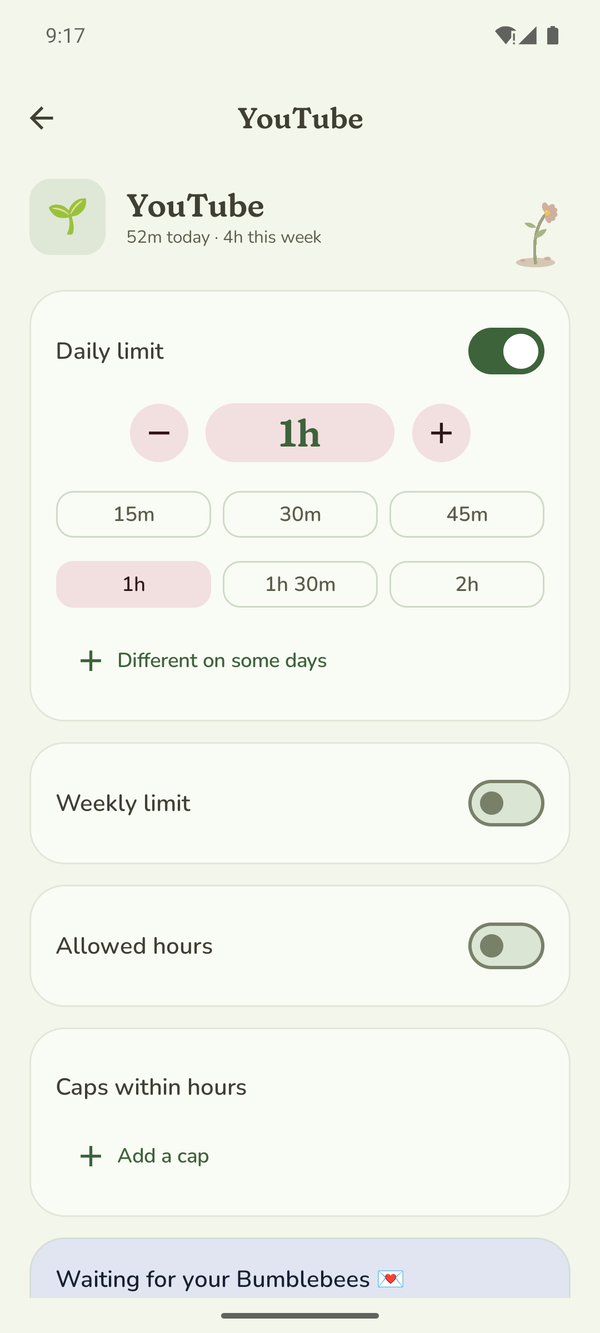 9:17
YouTube
YouTube
52m today · 4h this week
Daily limit
1h
15m
30m
45m
1h
1h 30m
2h
Different on some days
Weekly limit
Allowed hours
Caps within hours
Add a cap
Waiting for your Bumblebees 💌